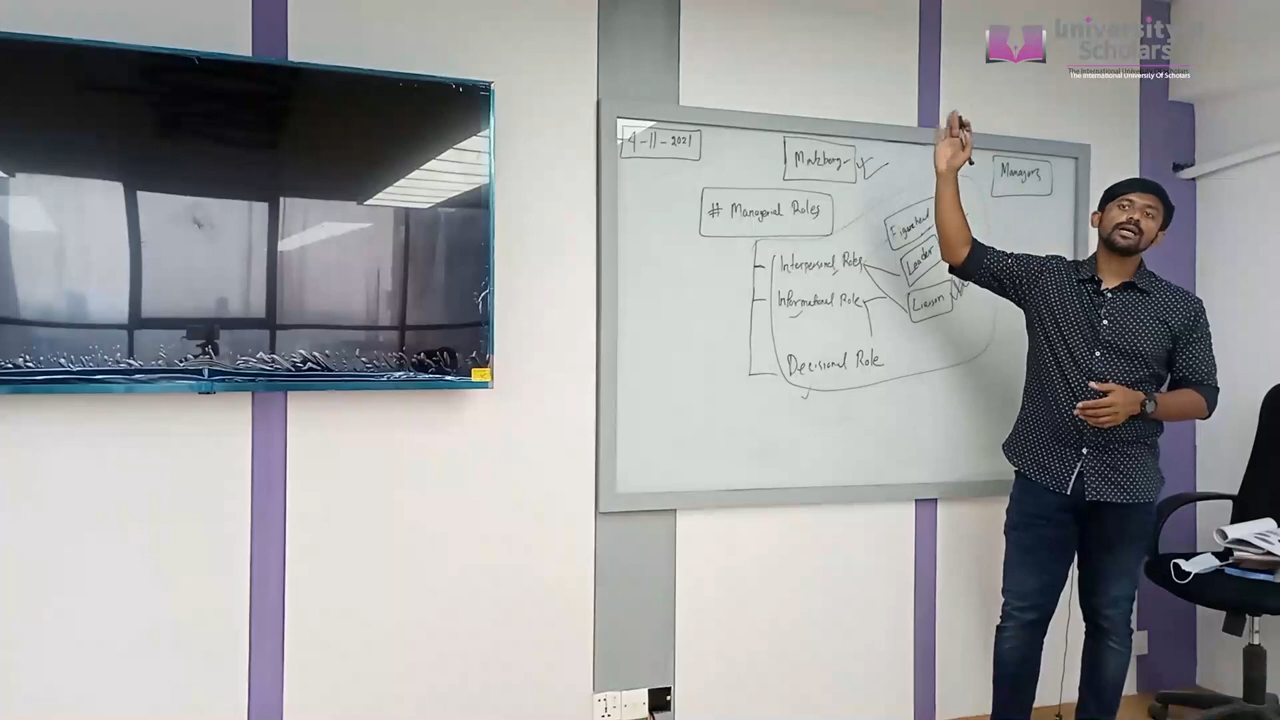 University of
Scholars
The International University Of Scholars
4-11-2021
Mintzberg
Managers
# Managerial Roles
Figurehead
Interpersonal Roles
Leader
Informational Role
Liaison
Decisional Role